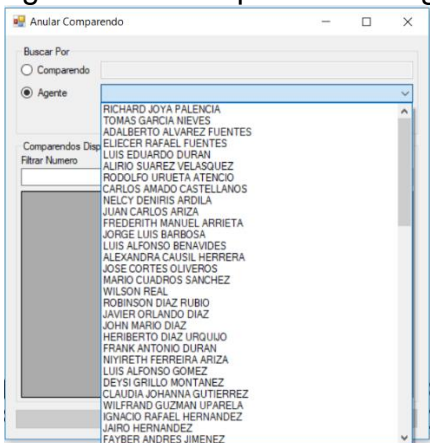 Anular Comparendo
Buscar Por
Comparendo
Agente
RICHARD JOYA PALENCIA
TOMAS GARCIA NIEVES
ADALBERTO ALVAREZ FUENTES
ELIECER RAFAEL FUENTES
LUIS EDUARDO DURAN
ALIRIO SUAREZ VELASQUEZ
RODOLFO URUETA ATENCIO
CARLOS AMADO CASTELLANOS
NELCY DENIRIS ARDILA
JUAN CARLOS ARIZA
FREDERITH MANUEL ARRIETA
JORGE LUIS BARBOSA
LUIS ALFONSO BENAVIDES
ALEXANDRA CAUSIL HERRERA
JOSE CORTES OLIVEROS
MARIO CUADROS SANCHEZ
WILSON REAL
ROBINSON DIAZ RUBIO
JAVIER ORLANDO DIAZ
JOHN MARIO DIAZ
HERIBERTO DIAZ URQUIJO
FRANK ANTONIO DURAN
NIYIRETH FERREIRA ARIZA
LUIS ALFONSO GOMEZ
DEYSI GRILLO MONTANEZ
CLAUDIA JOHANNA GUTIERREZ
WILFRAND GUZMAN UPARELA
IGNACIO RAFAEL HERNANDEZ
JAIRO HERNANDEZ
FAYBER ANDRES JIMENEZ
Comparendos Disp
Filtrar Numero